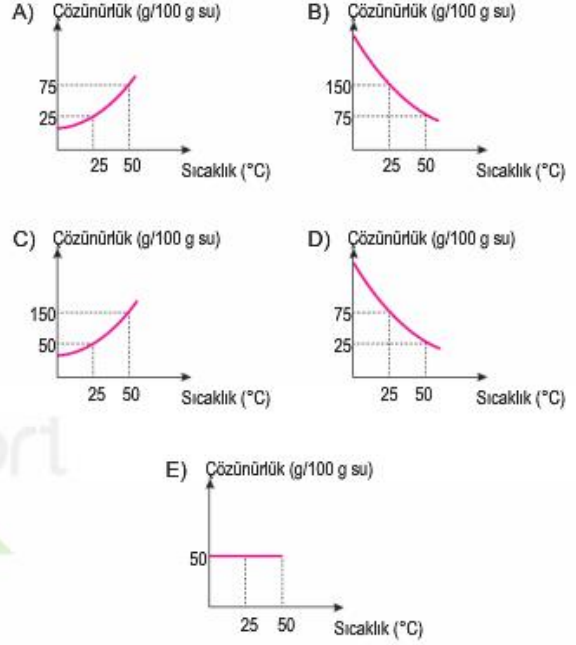 A) Çözünürlük (g/100 g su)
75
25
25 50 Sıcaklık (°C)
B) Çözünürlük (g/100 g su)
150
75
25 50 Sıcaklık (°C)
C) Çözünürlük (g/100 g su)
150
50
25 50 Sıcaklık (°C)
D) Çözünürlük (g/100 g su)
75
25
25 50 Sıcaklık (°C)
E) Çözünürlük (g/100 g su)
50
25 50 Sıcaklık (°C)